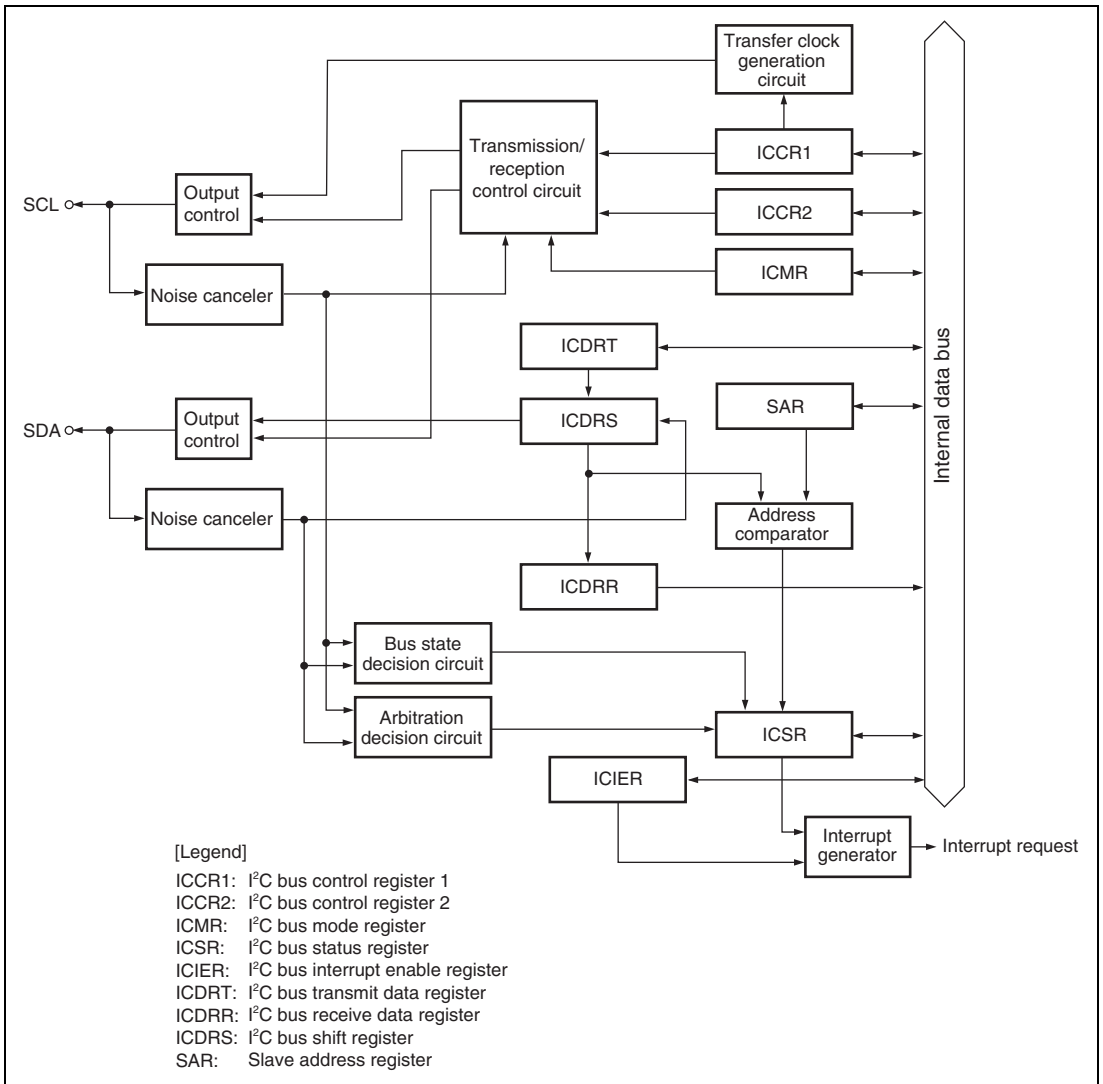 Transfer clock
generation
circuit
Transmission/
reception
control circuit
ICCR1
SCL
Output
control
ICCR2
ICMR
Noise canceler
ICDRT
Internal data bus
SAR
SDA
Output
control
ICDRS
Noise canceler
Address
comparator
ICDRR
Bus state
decision circuit
Arbitration
decision circuit
ICSR
ICIER
Interrupt
generator
Interrupt request
[Legend]
ICCR1: I²C bus control register 1
ICCR2: I²C bus control register 2
ICMR: I²C bus mode register
ICSR: I²C bus status register
ICIER: I²C bus interrupt enable register
ICDRT: I²C bus transmit data register
ICDRR: I²C bus receive data register
ICDRS: I²C bus shift register
SAR: Slave address register